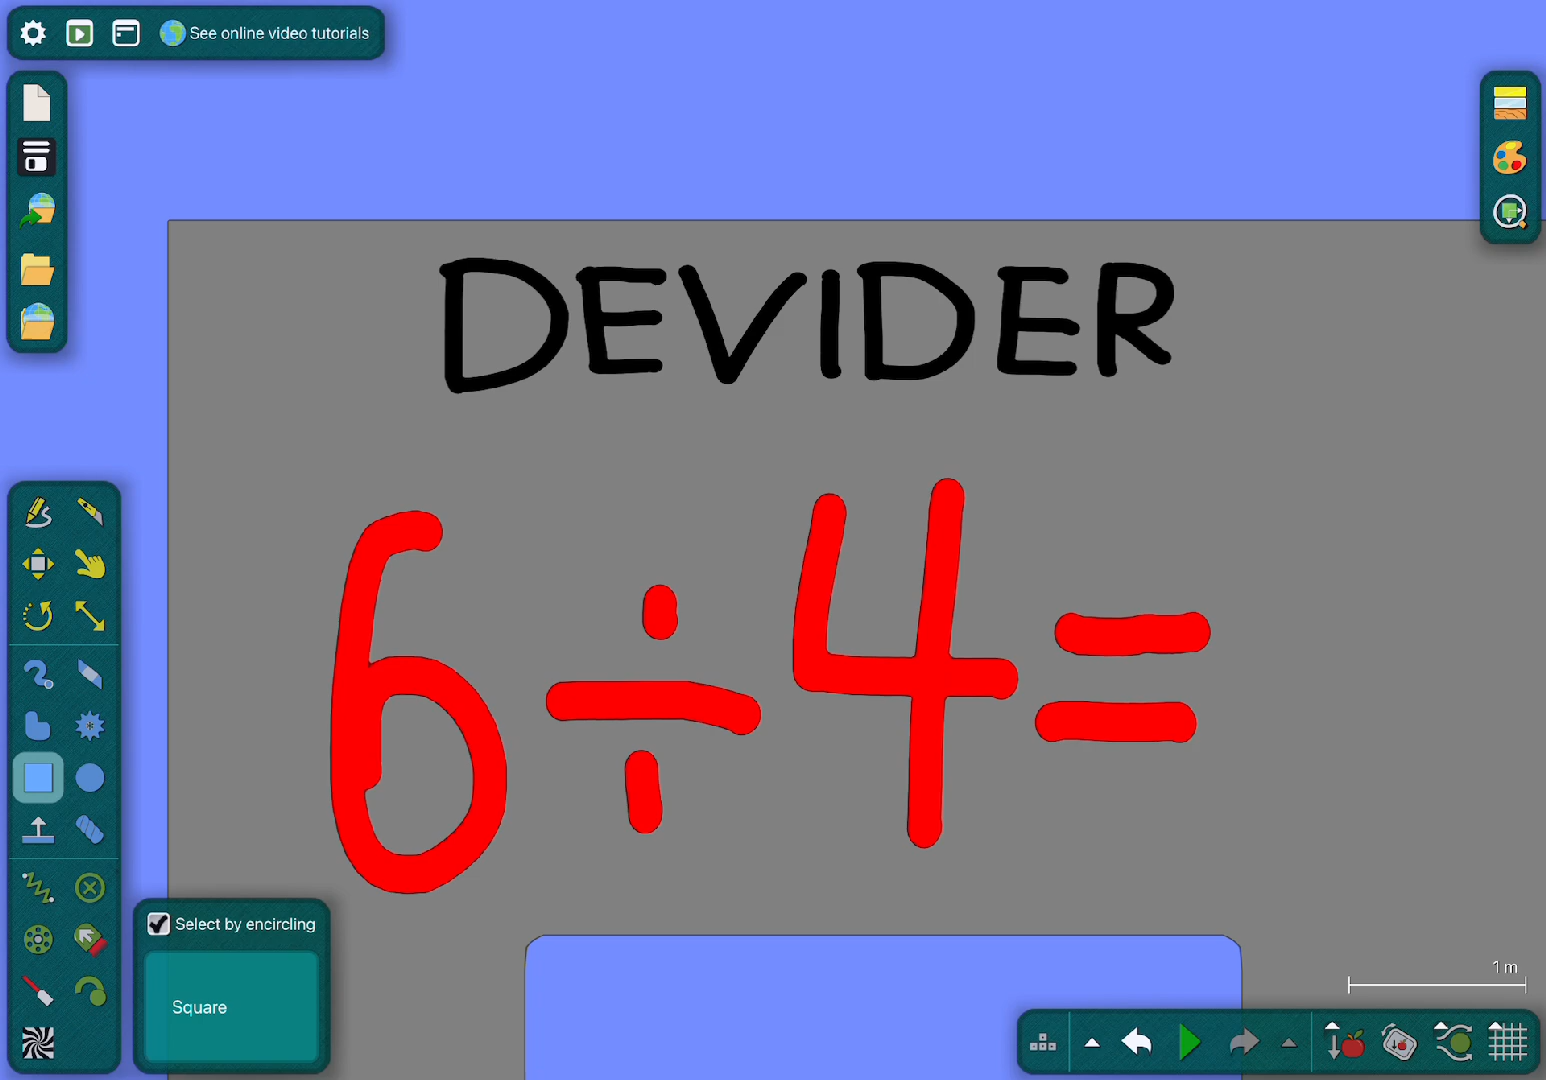 See online video tutorials
DEVIDER
6÷4=
Select by encircling
Square
1 m